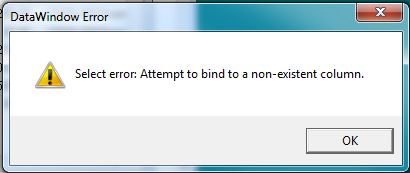 DataWindow Error
Select error: Attempt to bind to a non-existent column.
OK